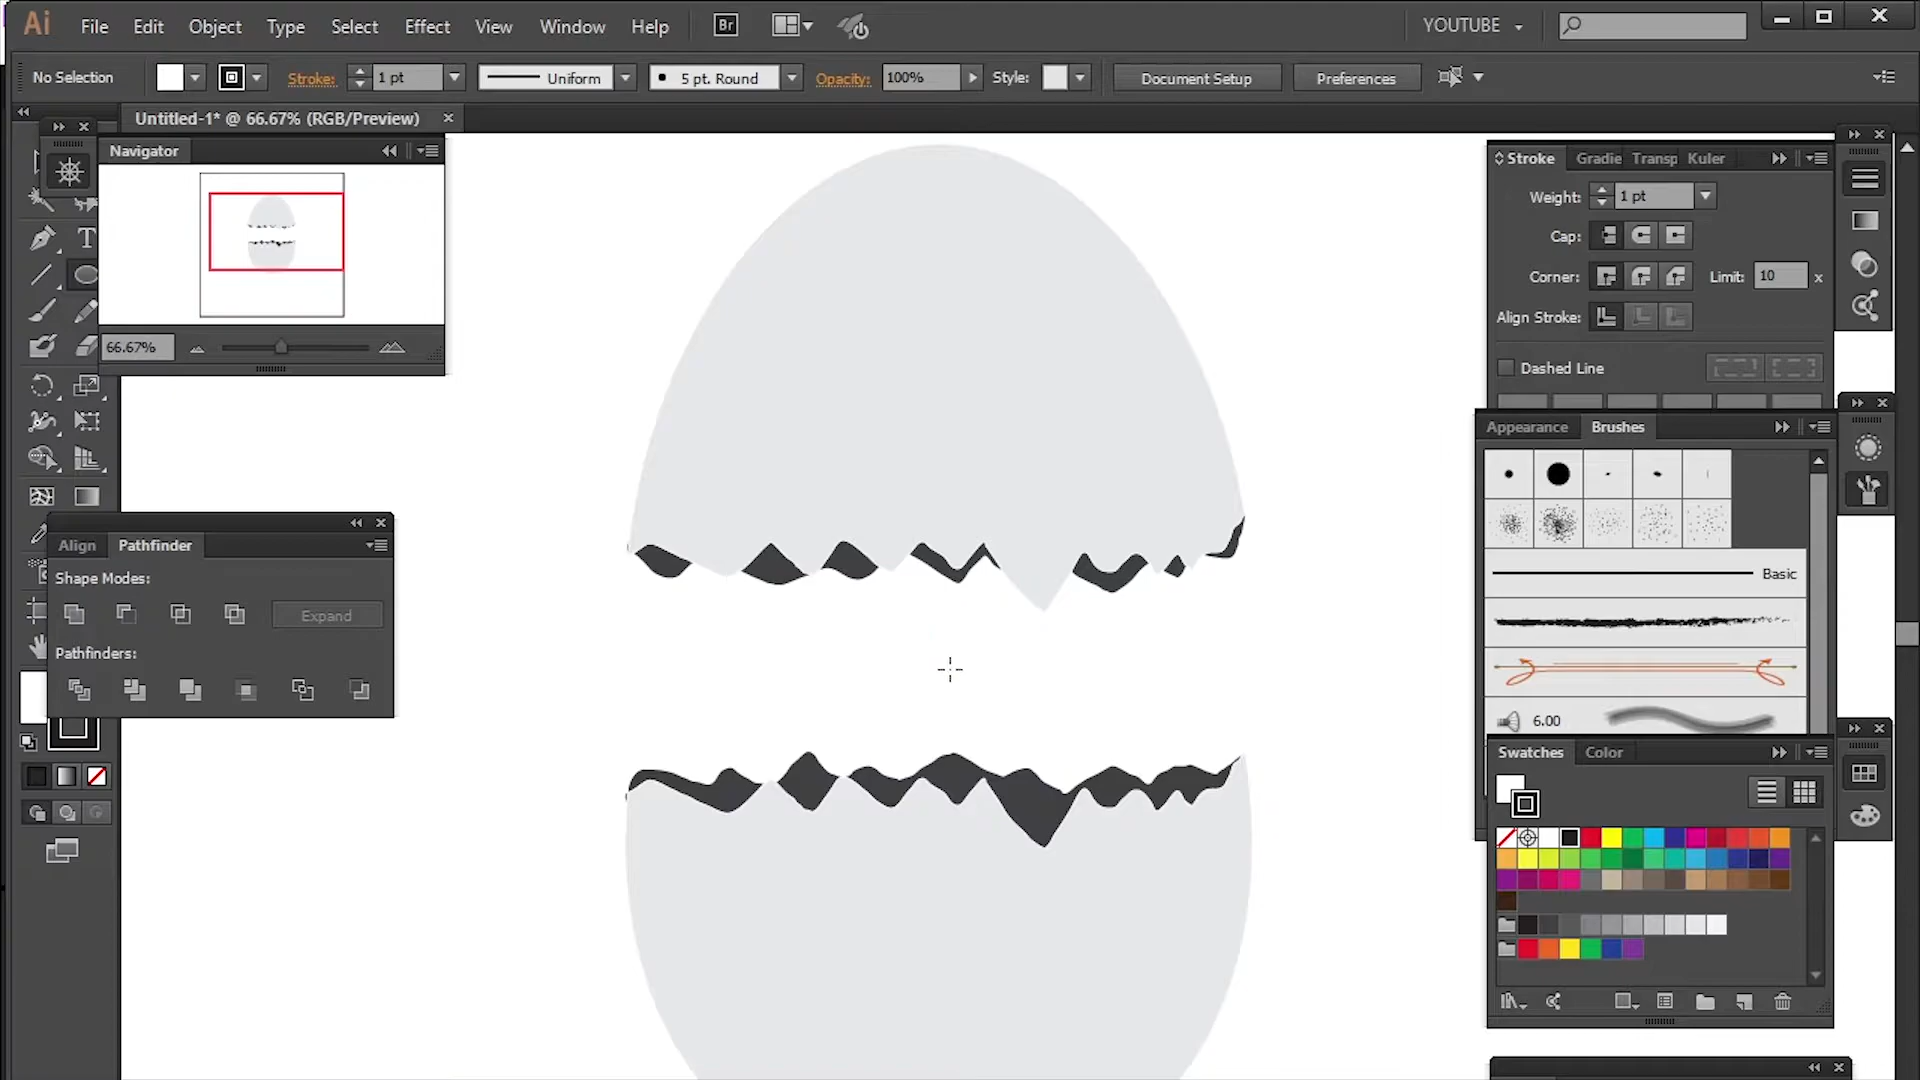 Ai File Edit Object Type Select Effect View Window Help Br YOUTUBE
No Selection Stroke: 1 pt Uniform 5 pt. Round Opacity: 100% Style: Document Setup Preferences
Untitled-1* @ 66.67% (RGB/Preview)
Navigator
66.67%
T
Align Pathfinder
Shape Modes:
Expand
Pathfinders:
Stroke Gradie Transp Kuler
Weight: 1 pt
Cap:
Corner: Limit: 10 x
Align Stroke:
Dashed Line
Appearance Brushes
Basic
6.00
Swatches Color